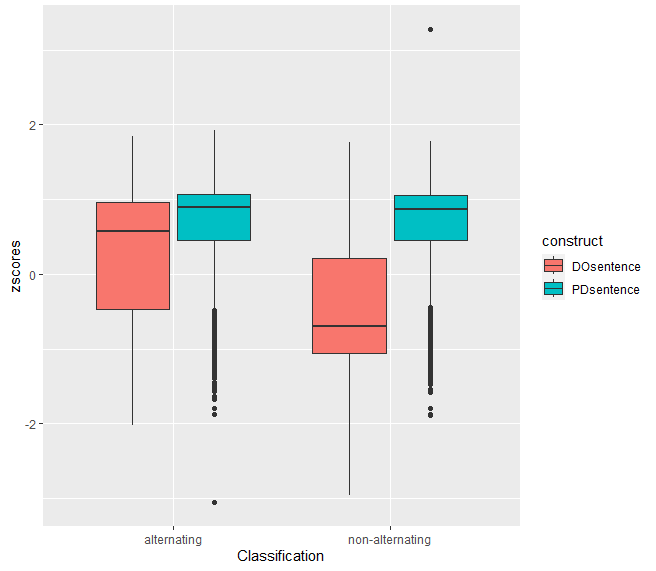 2
0
-2
zscores
alternating
non-alternating
Classification
construct
DOsentence
PDsentence